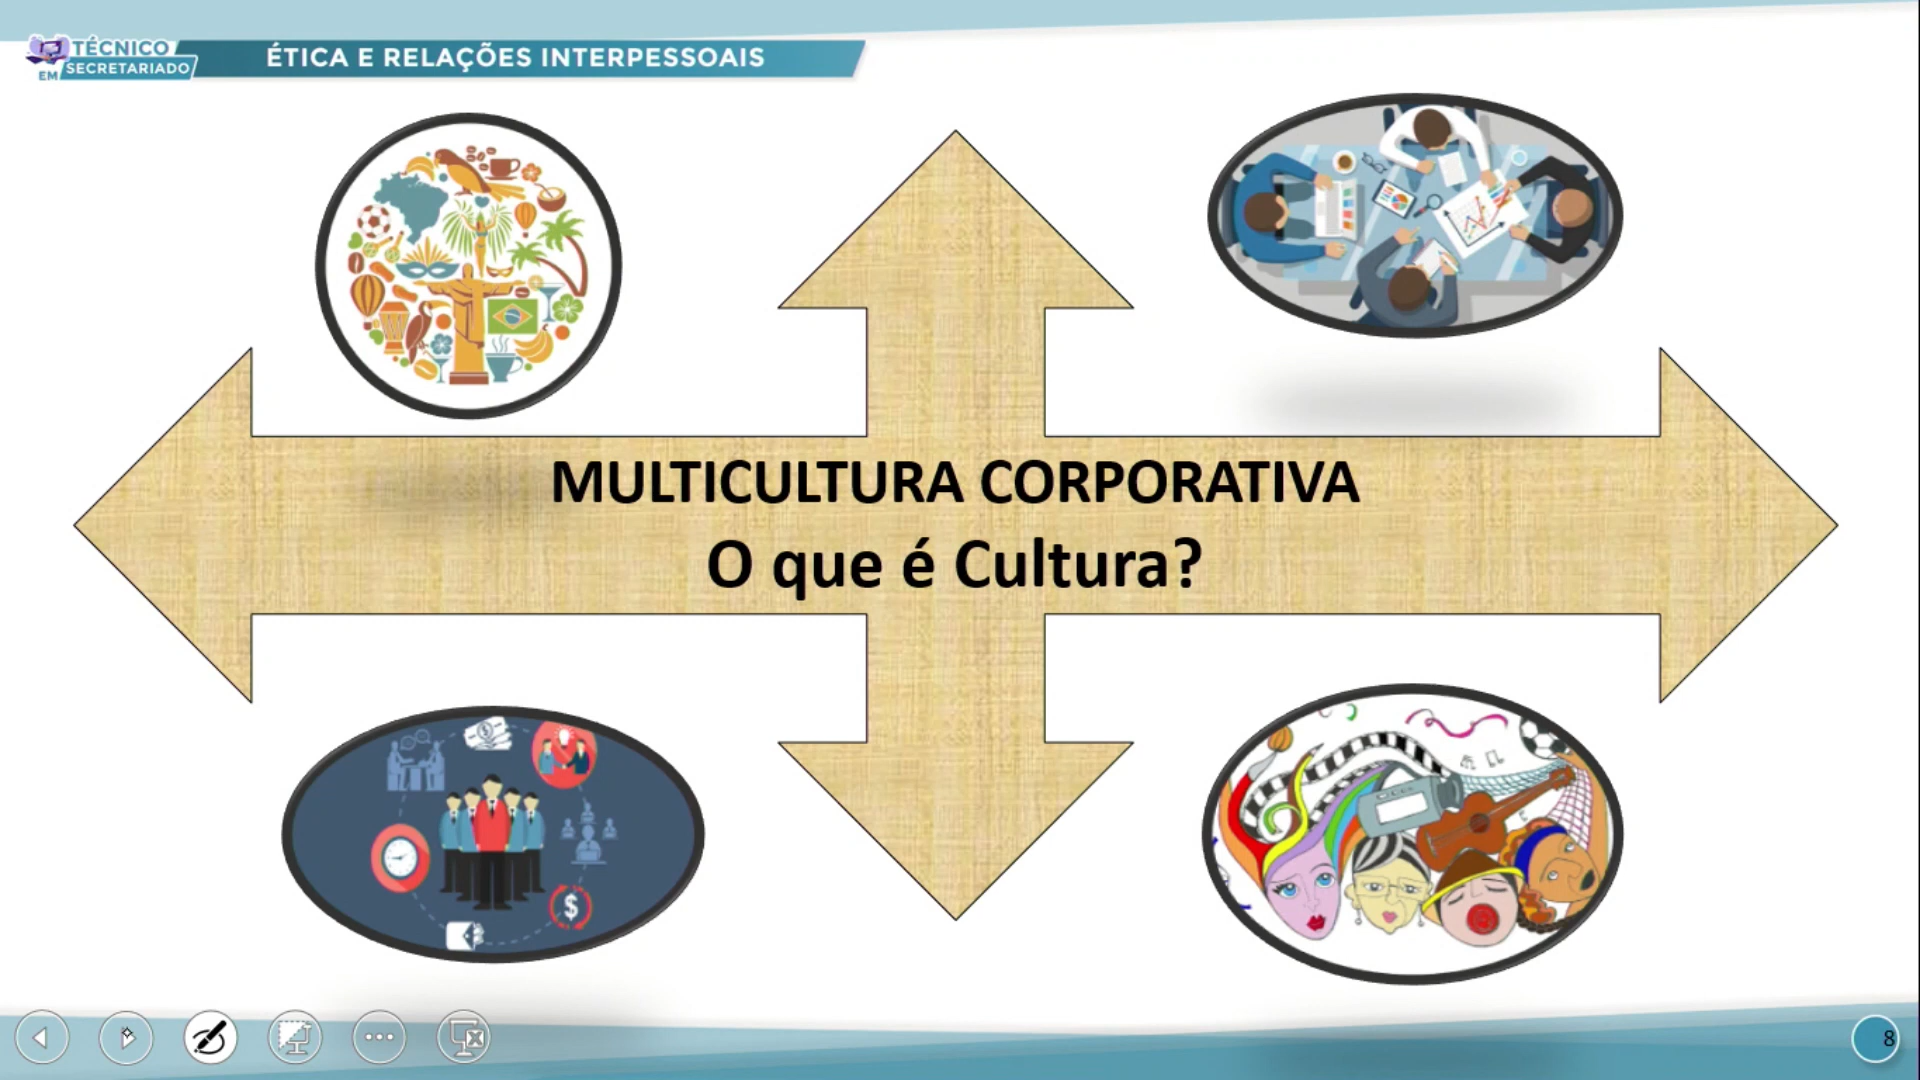 TÉCNICO
EM SECRETARIADO
ÉTICA E RELAÇÕES INTERPESSOAIS
MULTICULTURA CORPORATIVA
O que é Cultura?
$
$
8